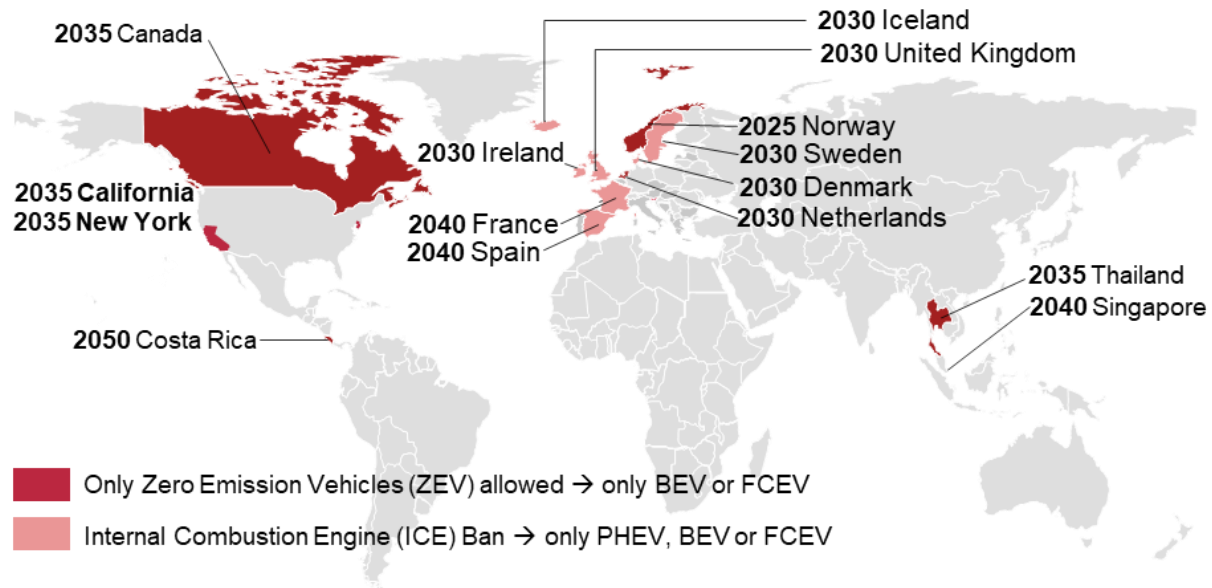 2035 Canada
2030 Iceland
2030 United Kingdom
2025 Norway
2030 Ireland
2030 Sweden
2030 Denmark
2030 Netherlands
2035 California
2035 New York
2040 France
2040 Spain
2035 Thailand
2040 Singapore
2050 Costa Rica
Only Zero Emission Vehicles (ZEV) allowed → only BEV or FCEV
Internal Combustion Engine (ICE) Ban → only PHEV, BEV or FCEV